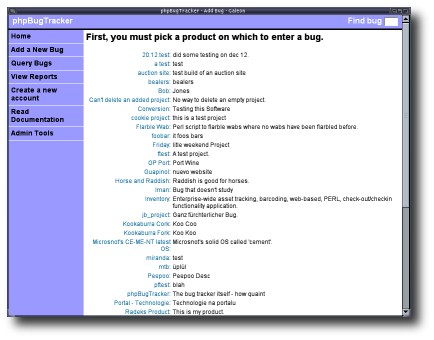 phpBugTracker - Add Bug - Galeon
phpBugTracker Find bug
Home
Add a New Bug
Query Bugs
View Reports
Create a new
account
Read
Documentation
Admin Tools
First, you must pick a product on which to enter a bug.
20.12.test: did some testing on dec 12.
a test: test
auction site: test build of an auction site
bealers: bealers
Bob: Jones
Can't delete an added project: No way to delete an empty project.
Conversion: Testing this Software
cookie project: this is a test project
Flarble Wab: Perl script to flarble wabs where no wabs have been flarbled before.
foobar: it foos bars
Friday: litle weekend Project
ftest: A test project.
GP Port: Port Wine
Guapinol: nuevo website
Horse and Raddish: Raddish is good for horses.
Iman: Bug that doesn't study
Inventory: Enterprise-wide asset tracking, barcoding, web-based, PERL, check-out/checkin
functionality application.
jb_project: Ganz fürchterlicher Bug.
Kookaburra Cork: Koo Coo
Kookaburra Fork: Koo Koo
Microsnot's CE-ME-NT latest OS: Microsnot's solid OS called 'cement'.
miranda: test
mtb: üplül
Peepoo: Peepoo Desc
pftest: blah
phpBugTracker: The bug tracker itself - how quaint
Portal - Technologie: Technologie na portalu
Radeks Product: This is my product.